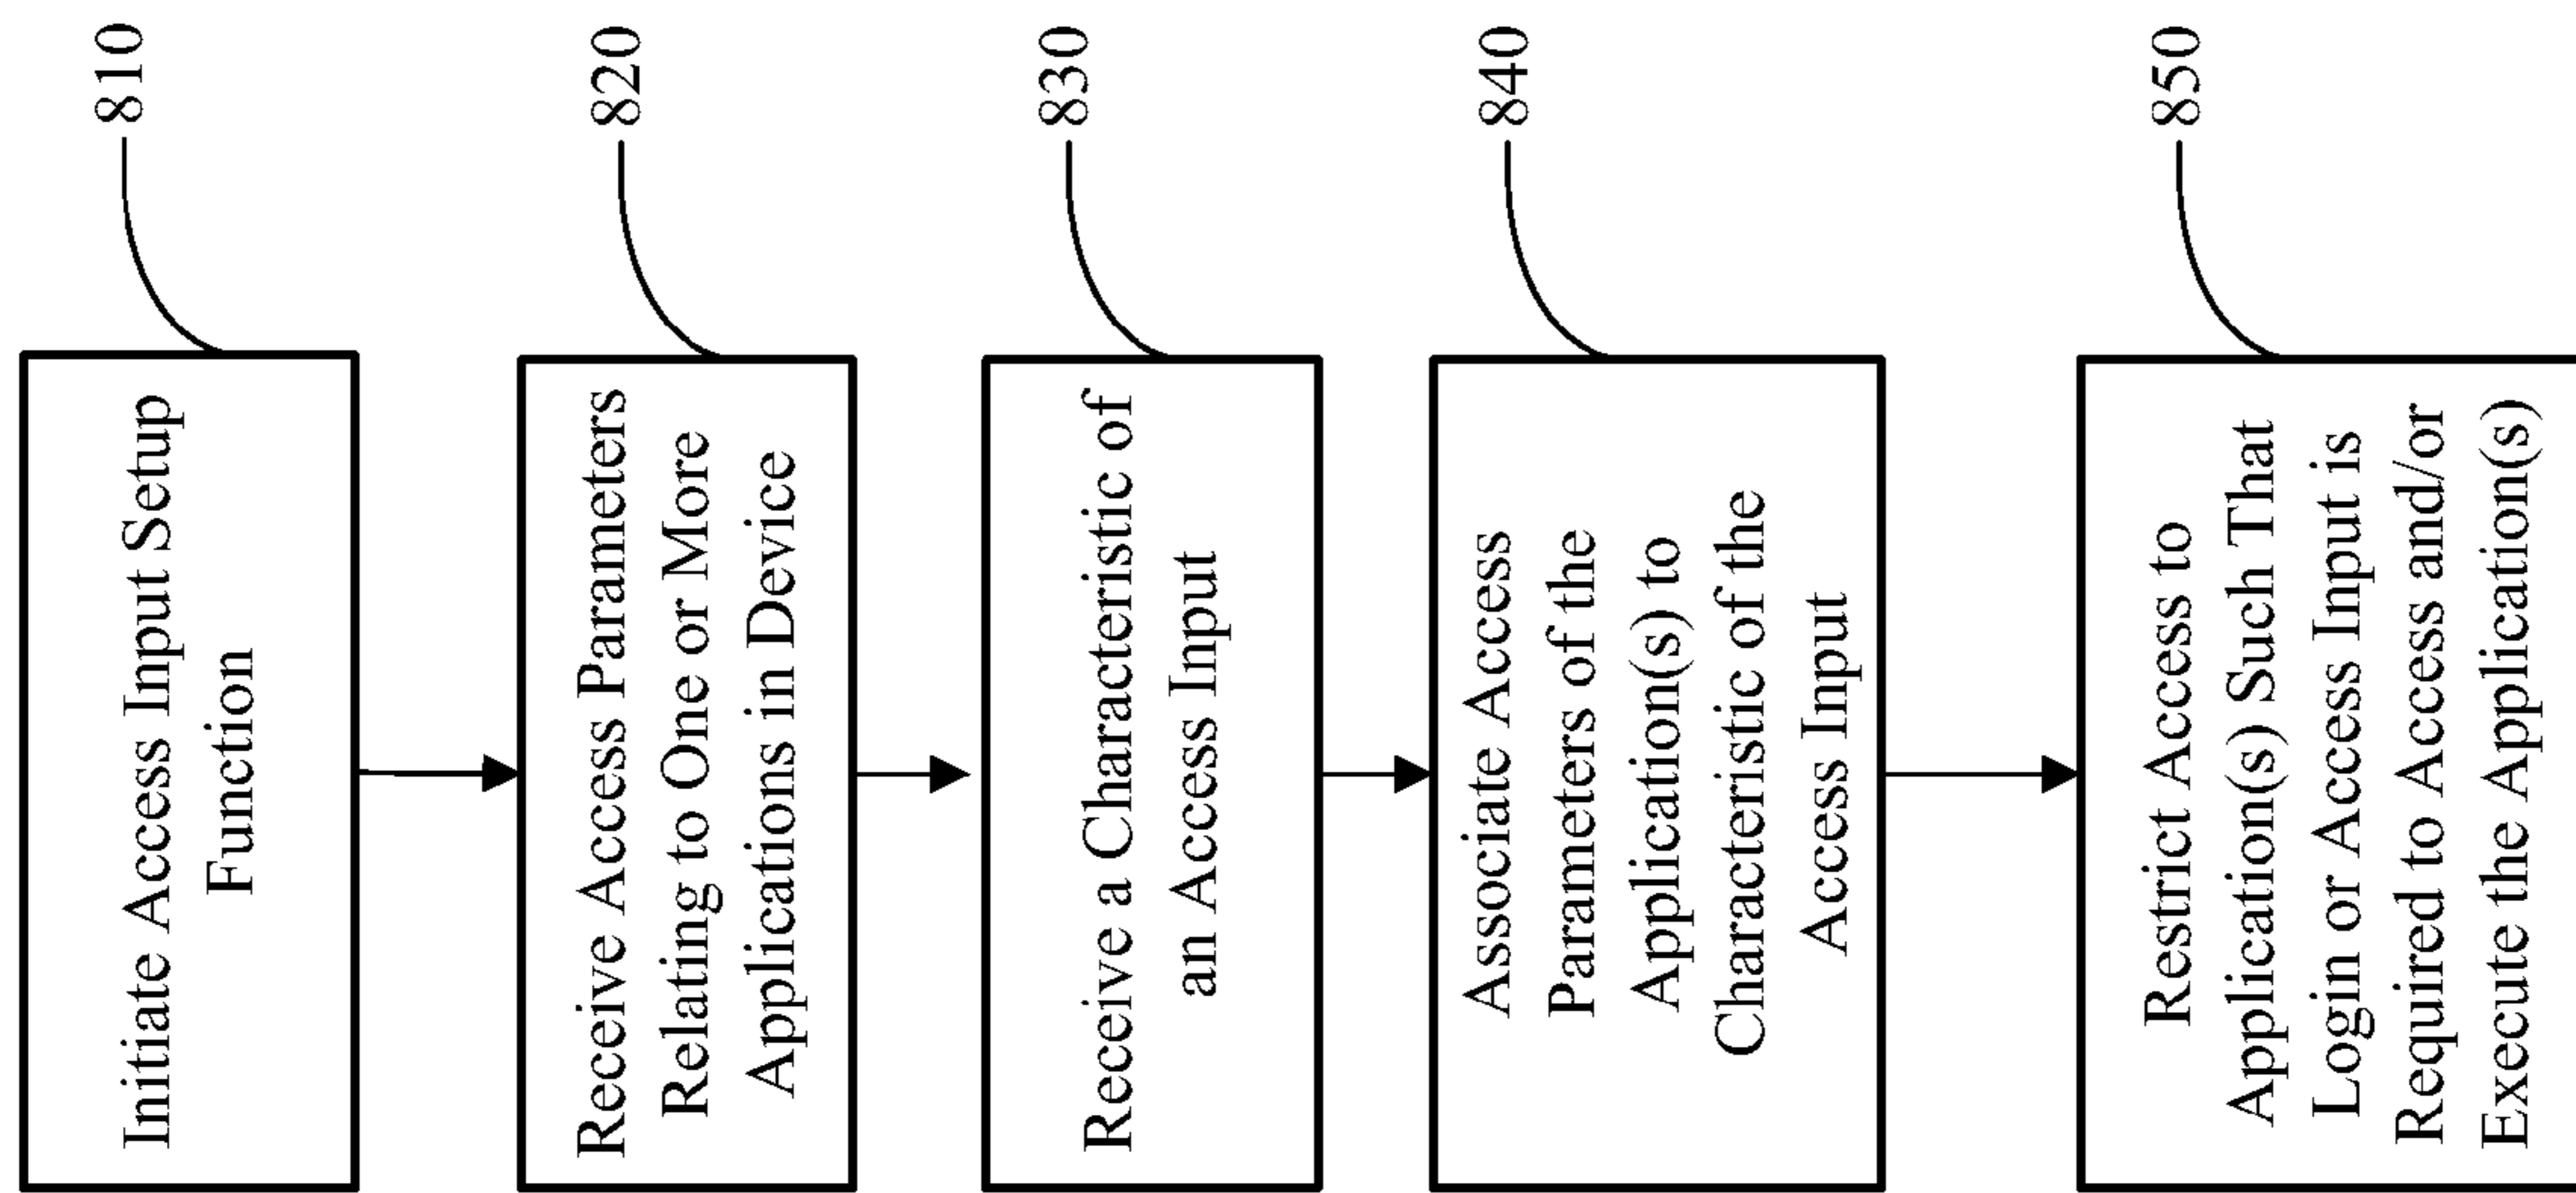 810
Initiate Access Input Setup
Function
820
Receive Access Parameters
Relating to One or More
Applications in Device
830
Receive a Characteristic of
an Access Input
840
Associate Access
Parameters of the
Application(s) to
Characteristic of the
Access Input
850
Restrict Access to
Application(s) Such That
Login or Access Input is
Required to Access and/or
Execute the Application(s)